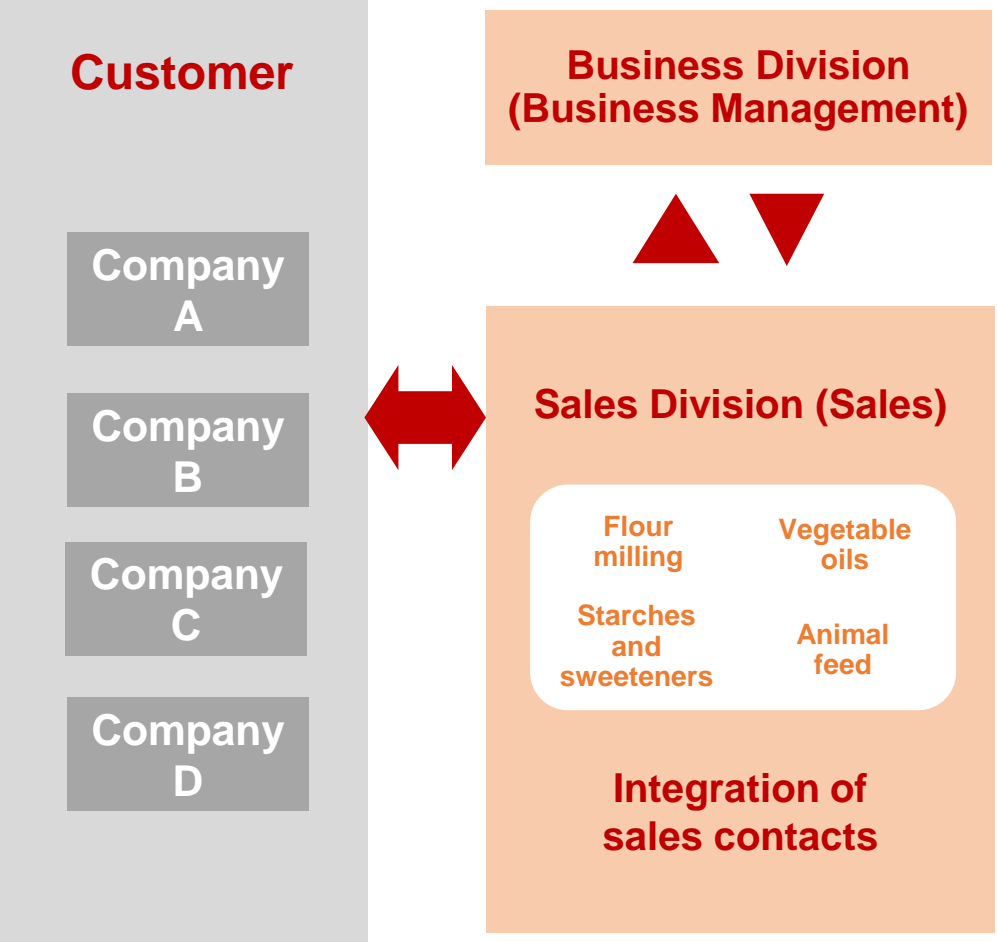 Customer
Company
A
Company
B
Company
C
Company
D
Business Division
(Business Management)
Sales Division (Sales)
Flour
milling
Vegetable
oils
Starches
and
sweeteners
Animal
feed
Integration of
sales contacts